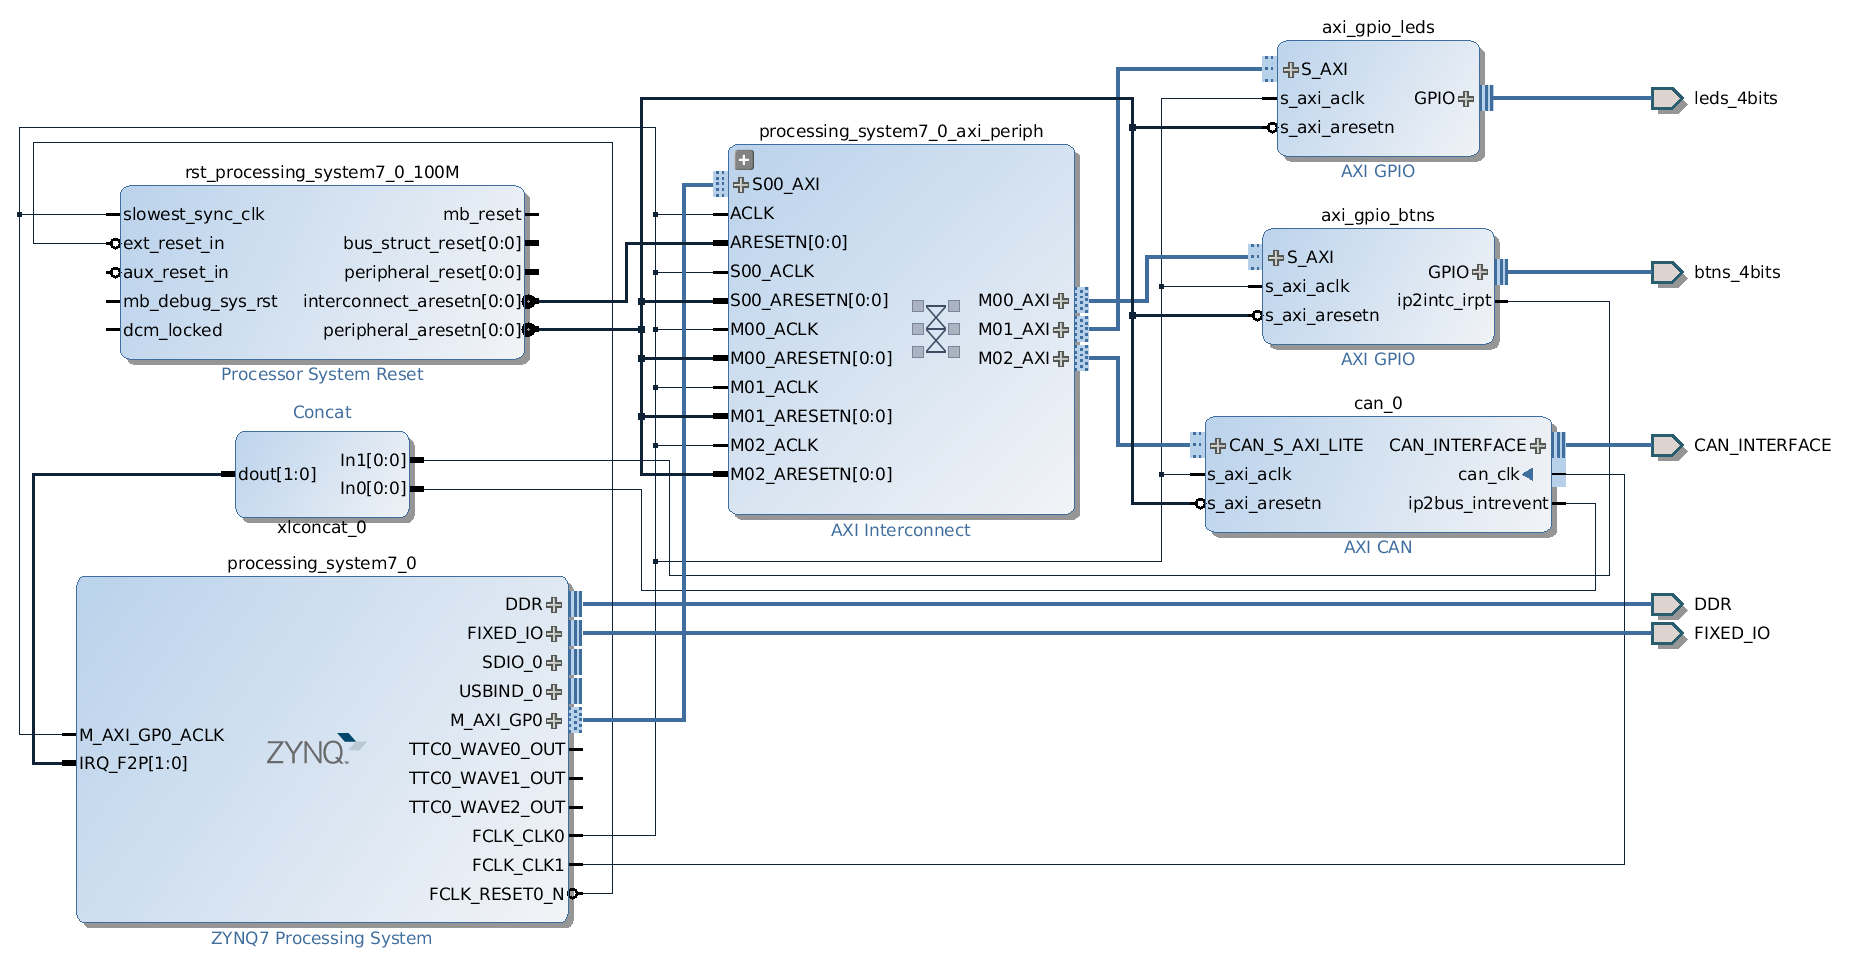 axi_gpio_leds
S_AXI
s_axi_aclk
GPIO
s_axi_aresetn
AXI GPIO
leds_4bits
processing_system7_0_axi_periph
S00_AXI
ACLK
ARESETN[0:0]
S00_ACLK
S00_ARESETN[0:0]
M00_ACLK
M00_ARESETN[0:0]
M01_ACLK
M01_ARESETN[0:0]
M02_ACLK
M02_ARESETN[0:0]
M00_AXI
M01_AXI
M02_AXI
AXI Interconnect
rst_processing_system7_0_100M
slowest_sync_clk
ext_reset_in
aux_reset_in
mb_debug_sys_rst
dcm_locked
mb_reset
bus_struct_reset[0:0]
peripheral_reset[0:0]
interconnect_aresetn[0:0]
peripheral_aresetn[0:0]
Processor System Reset
axi_gpio_btns
S_AXI
s_axi_aclk
s_axi_aresetn
GPIO
ip2intc_irpt
AXI GPIO
btns_4bits
can_0
CAN_S_AXI_LITE
s_axi_aclk
s_axi_aresetn
CAN_INTERFACE
can_clk
ip2bus_intrevent
AXI CAN
CAN_INTERFACE
Concat
dout[1:0]
In1[0:0]
In0[0:0]
xlconcat_0
processing_system7_0
M_AXI_GP0_ACLK
IRQ_F2P[1:0]
ZYNQ
DDR
FIXED_IO
SDIO_0
USBIND_0
M_AXI_GP0
TTC0_WAVE0_OUT
TTC0_WAVE1_OUT
TTC0_WAVE2_OUT
FCLK_CLK0
FCLK_CLK1
FCLK_RESET0_N
ZYNQ7 Processing System
DDR
FIXED_IO